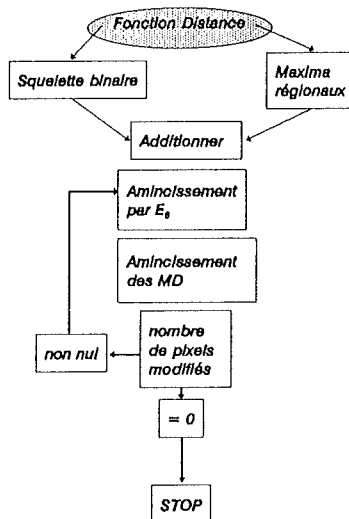 Fonction Distance
Squelette binaire
Maxima
régionaux
Additionner
Amincissement
par E₆
Amincissement
des MD
nombre
de pixels
modifiés
non nul
= 0
STOP